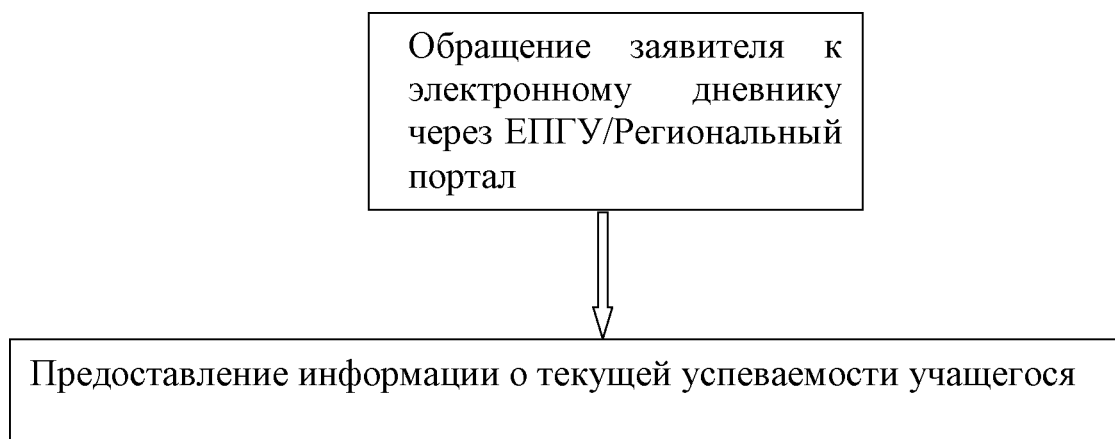 Обращение заявителя к
электронному дневнику
через ЕПГУ/Региональный
портал
Предоставление информации о текущей успеваемости учащегося